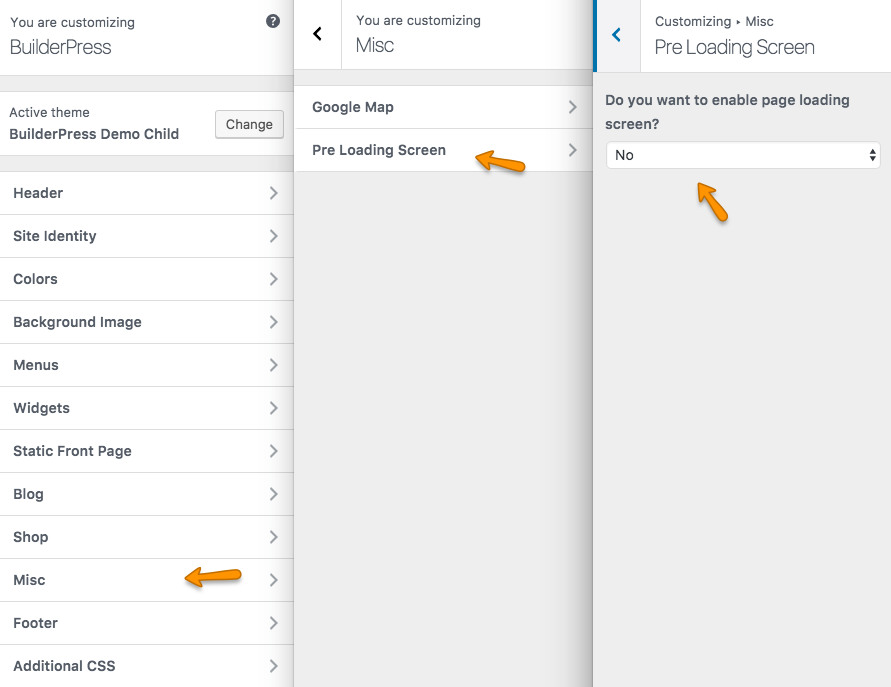 You are customizing
BuilderPress
?
Active theme
BuilderPress Demo Child
Change
Header
Site Identity
Colors
Background Image
Menus
Widgets
Static Front Page
Blog
Shop
Misc
Footer
Additional CSS
You are customizing
Misc
Google Map
Pre Loading Screen
Customizing ▸ Misc
Pre Loading Screen
Do you want to enable page loading
screen?
No